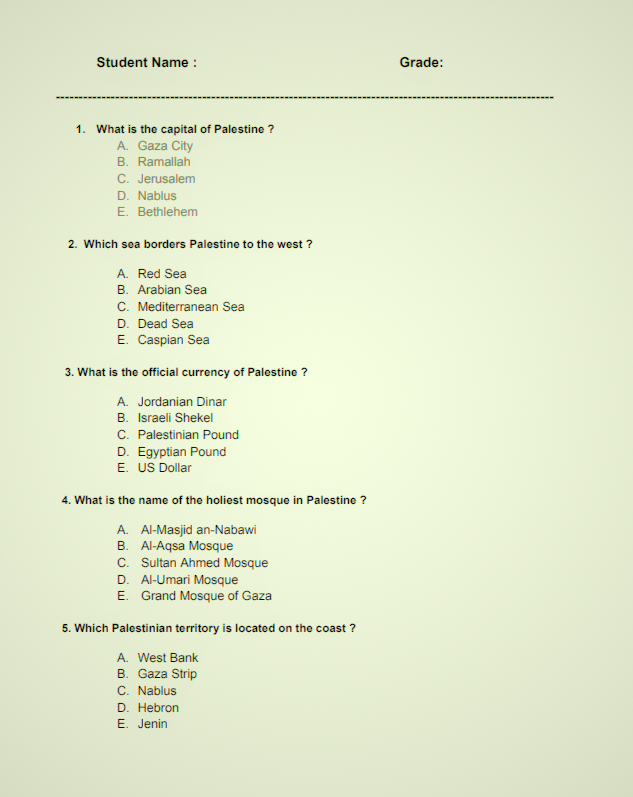 Student Name : Grade:
--------------------------------------------------------------------------------------------------------------
1. What is the capital of Palestine ?
A. Gaza City
B. Ramallah
C. Jerusalem
D. Nablus
E. Bethlehem
2. Which sea borders Palestine to the west ?
A. Red Sea
B. Arabian Sea
C. Mediterranean Sea
D. Dead Sea
E. Caspian Sea
3. What is the official currency of Palestine ?
A. Jordanian Dinar
B. Israeli Shekel
C. Palestinian Pound
D. Egyptian Pound
E. US Dollar
4. What is the name of the holiest mosque in Palestine ?
A. Al-Masjid an-Nabawi
B. Al-Aqsa Mosque
C. Sultan Ahmed Mosque
D. Al-Umari Mosque
E. Grand Mosque of Gaza
5. Which Palestinian territory is located on the coast ?
A. West Bank
B. Gaza Strip
C. Nablus
D. Hebron
E. Jenin